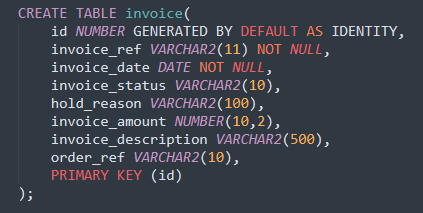 CREATE TABLE invoice(
    id NUMBER GENERATED BY DEFAULT AS IDENTITY,
    invoice_ref VARCHAR2(11) NOT NULL,
    invoice_date DATE NOT NULL,
    invoice_status VARCHAR2(10),
    hold_reason VARCHAR2(100),
    invoice_amount NUMBER(10,2),
    invoice_description VARCHAR2(500),
    order_ref VARCHAR2(10),
    PRIMARY KEY (id)
);